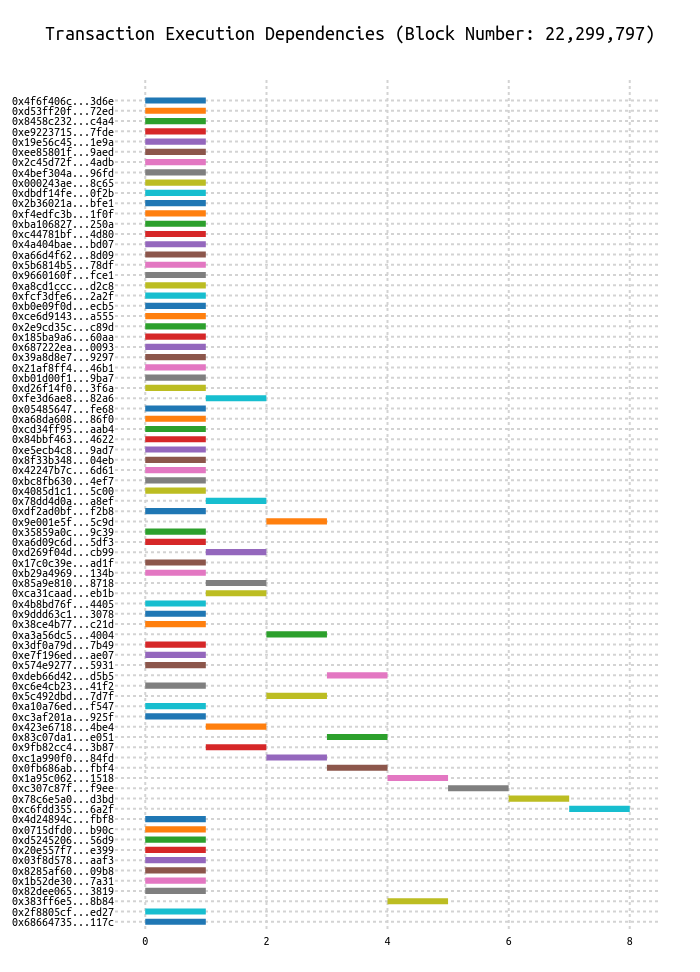 Transaction Execution Dependencies (Block Number: 22,299,797)
0x4f6f406c...3d6e
0xd53ff20f...72ed
0x8458c232...c4a4
0xe9223715...7fde
0x19e56c45...1e9a
0xee85801f...9aed
0x2c45d72f...4adb
0x4bef304a...96fd
0x000243ae...8c65
0xdbdf14fe...0f2b
0x2b36021a...bfe1
0xf4edfc3b...1f0f
0xba106827...250a
0xc44781bf...4d80
0x4a404bae...bd07
0xa66d4f62...8d09
0x5b6814b5...78df
0x9660160f...fce1
0xa8cd1ccc...d2c8
0xfcf3dfe6...2a2f
0xb0e09f0d...ecb5
0xce6d9143...a555
0x2e9cd35c...c89d
0x185ba9a6...60aa
0x687222ea...0093
0x39a8d8e7...9297
0x21af8ff4...46b1
0xb01d00f1...9ba7
0xd26f14f0...3f6a
0xfe3d6ae8...82a6
0x05485647...fe68
0xa68da608...86f0
0xcd34ff95...aab4
0x84bbf463...4622
0xe5ecb4c8...9ad7
0x8f33b348...04eb
0x42247b7c...6d61
0xbc8fb630...4ef7
0x4085d1c1...5c00
0x78dd4d0a...a8ef
0xdf2ad0bf...f2b8
0x9e001e5f...5c9d
0x35859a0c...9c39
0xa6d09c6d...5df3
0xd269f04d...cb99
0x17c0c39e...ad1f
0xb29a4969...134b
0x85a9e810...8718
0xca31caad...eb1b
0x4b8bd76f...4405
0x9ddd63c1...3078
0x38ce4b77...c21d
0xa3a56dc5...4004
0x3df0a79d...7b49
0xe7f196ed...ae07
0x574e9277...5931
0xdeb66d42...d5b5
0xc6e4cb23...41f2
0x5c492dbd...7d7f
0xa10a76ed...f547
0xc3af201a...925f
0x423e6718...4be4
0x83c07da1...e051
0x9fb82cc4...3b87
0xc1a990f0...84fd
0x0fb686ab...fbf4
0x1a95c062...1518
0xc307c87f...f9ee
0x78c6e5a0...d3bd
0xc6fdd355...6a2f
0x4d24894c...fbf8
0x0715dfd0...b90c
0xd5245206...56d9
0x20e557f7...e399
0x03f8d578...aaf3
0x8285af60...09b8
0x1b52de30...7a31
0x82dee065...3819
0x383ff6e5...8b84
0x2f8805cf...ed27
0x68664735...117c
0 2 4 6 8